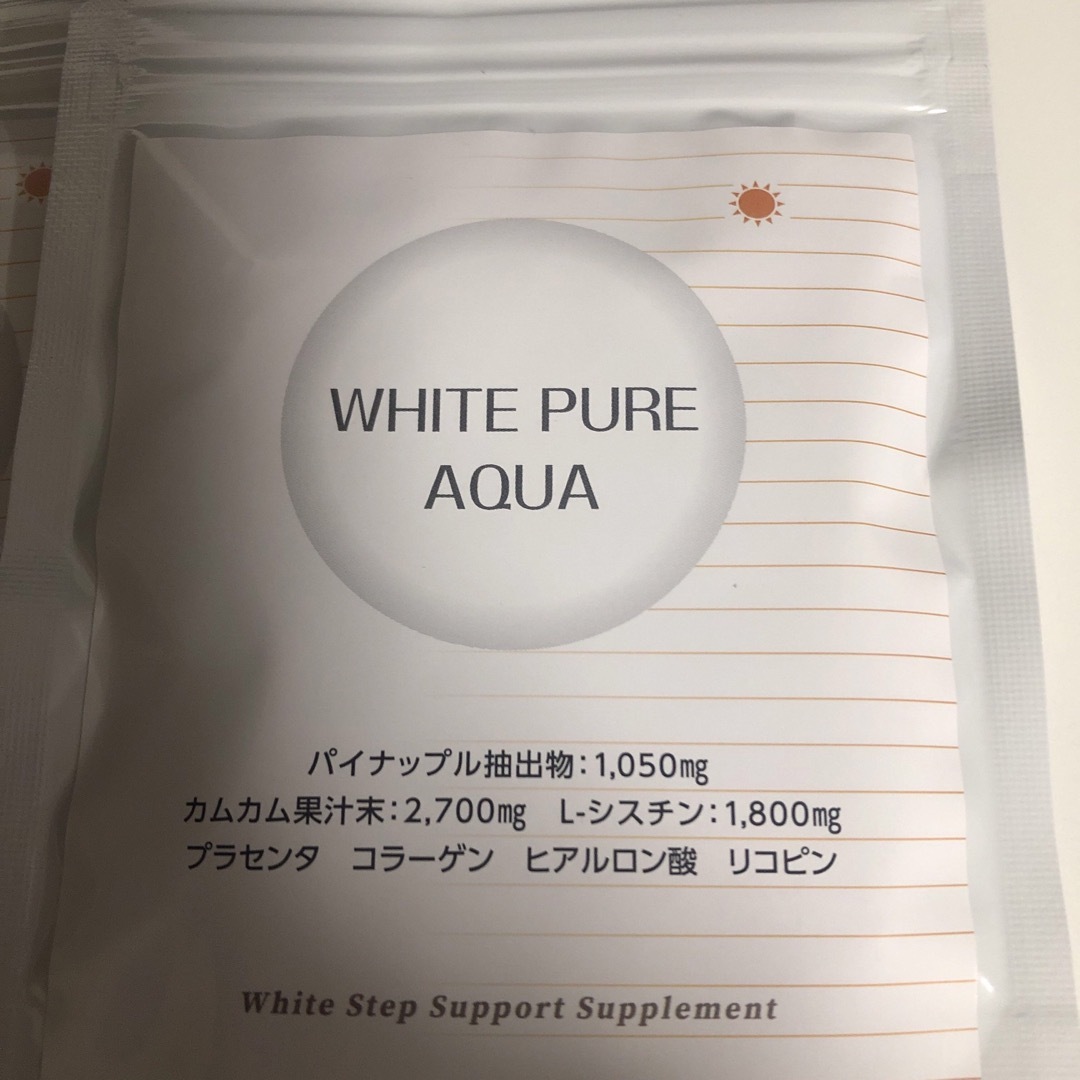 WHITE PURE
AQUA
パイナップル抽出物：1,050㎎
カムカム果汁末：2,700㎎　L-シスチン：1,800㎎
プラセンタ　コラーゲン　ヒアルロン酸　リコピン
White Step Support Supplement